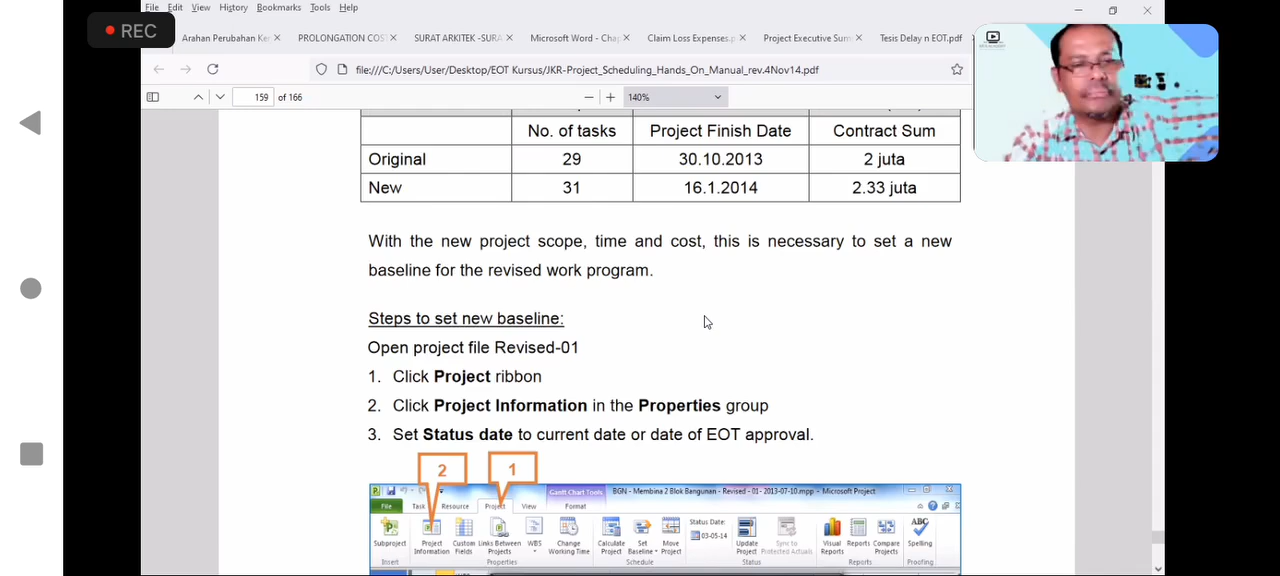 File Edit View History Bookmarks Tools Help
REC
Arahan Perubahan Ke PROLONGATION COS SURAT ARKITEK -SURA Microsoft Word - Cha Claim Loss Expenses.p Project Executive Sum Tesis Delay n EOT.pdf
file:///C:/Users/User/Desktop/EOT Kursus/JKR-Project_Scheduling_Hands_On_Manual_rev.4Nov14.pdf
159 of 166 140%
No. of tasks Project Finish Date Contract Sum
Original 29 30.10.2013 2 juta
New 31 16.1.2014 2.33 juta
With the new project scope, time and cost, this is necessary to set a new
baseline for the revised work program.
Steps to set new baseline:
Open project file Revised-01
1. Click Project ribbon
2. Click Project Information in the Properties group
3. Set Status date to current date or date of EOT approval.
2 1
Gantt Chart Tools BGN - Membina 2 Blok Bangunan - Revised - 01- 2013-07-10.mpp - Microsoft Project
File Task Resource Project View Format
Subproject Project Information Custom Fields Links Between Projects WBS Change Working Time Calculate Project Set Baseline Move Project Status Date: 03-05-14 Update Project Sync to Protected Actuals Visual Reports Reports Compare Projects ABC Spelling
Insert Properties Schedule Status Reports Proofing